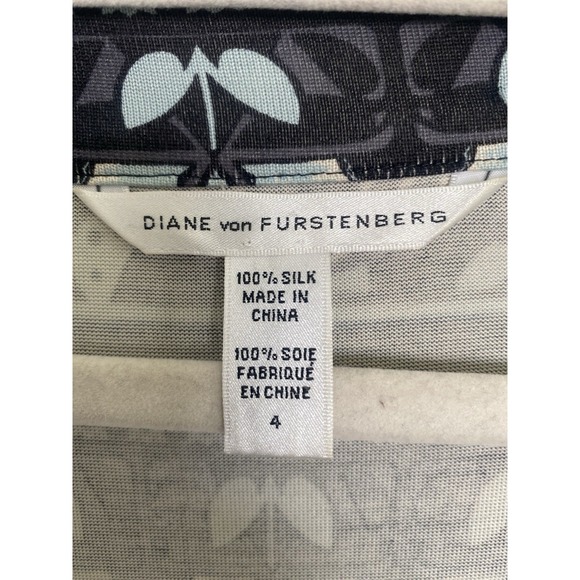 DIANE von FURSTENBERG
100% SILK
MADE IN
CHINA
100% SOIE
FABRIQUÉ
EN CHINE
4